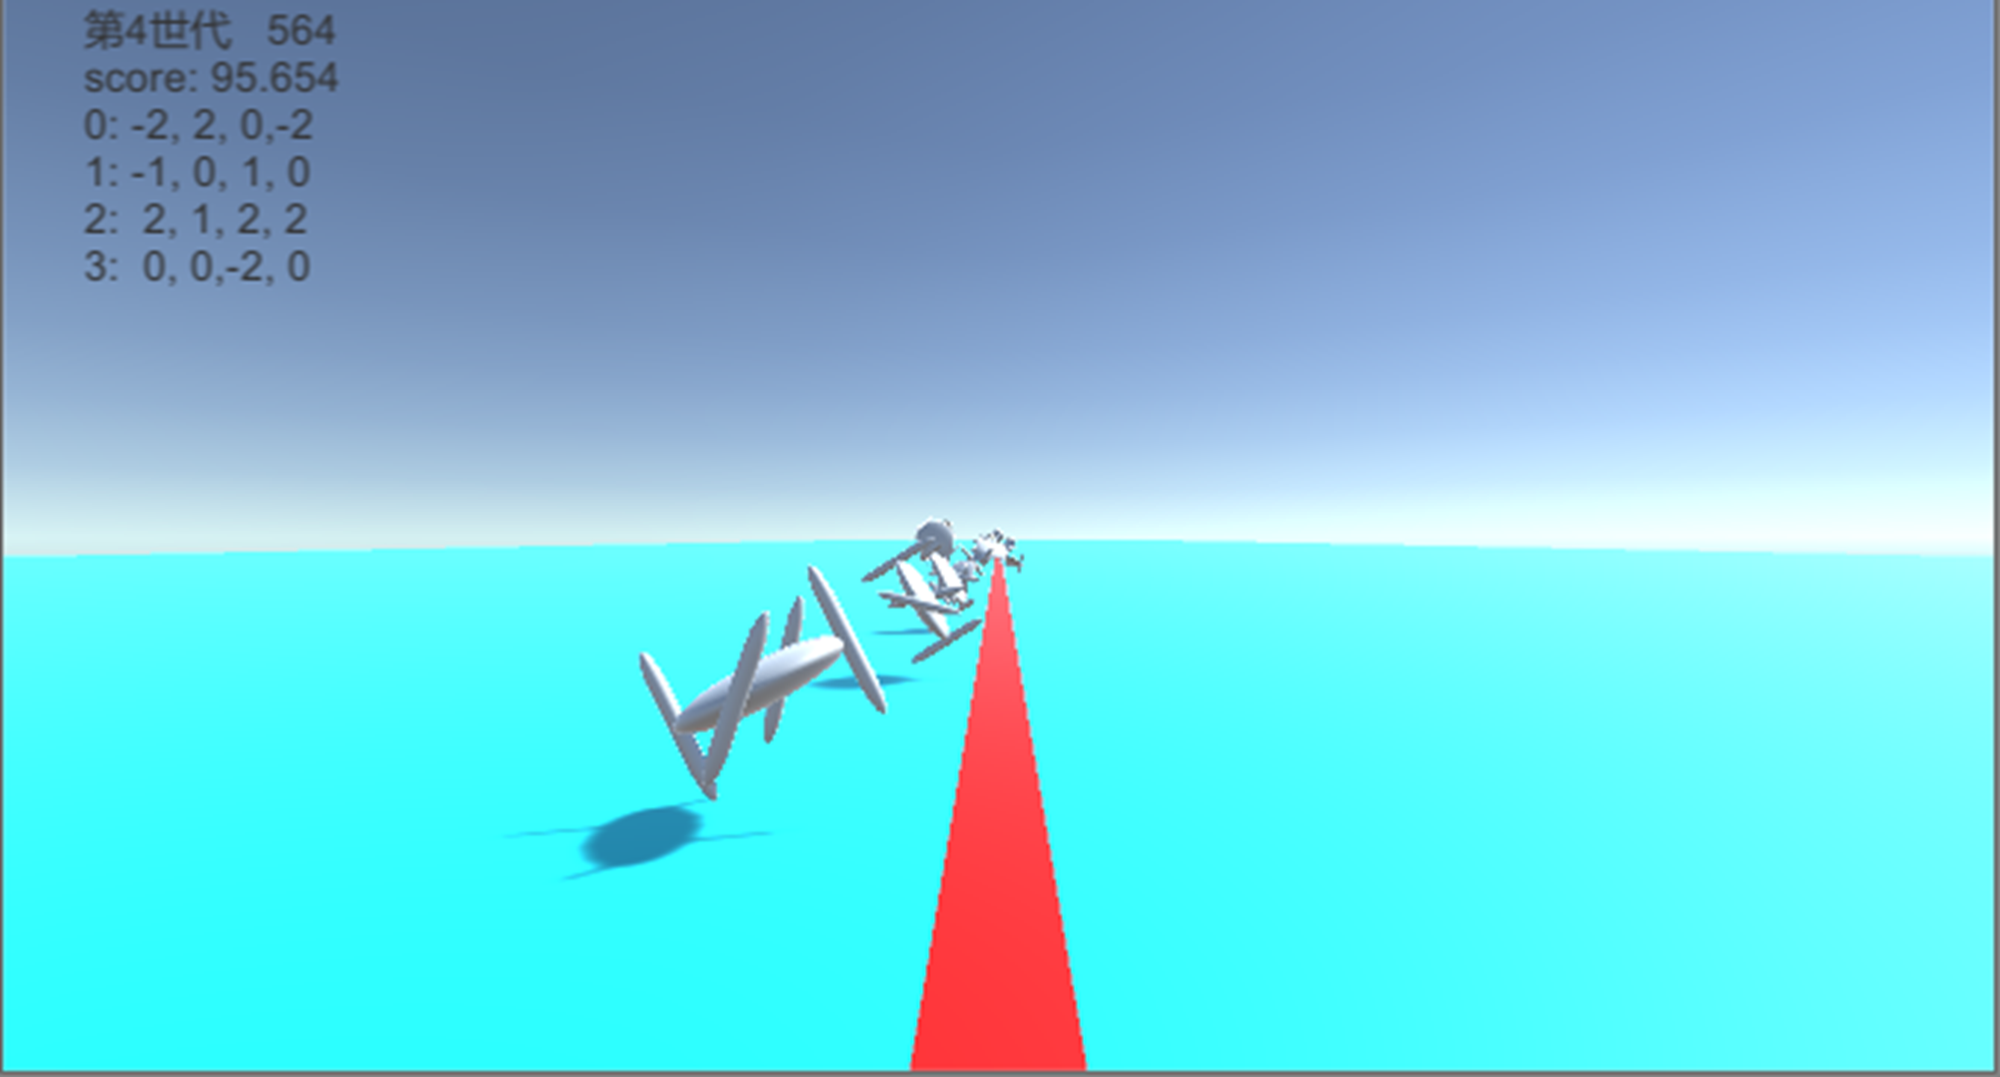 第4世代 564
score: 95.654
0: -2, 2, 0,-2
1: -1, 0, 1, 0
2: 2, 1, 2, 2
3: 0, 0,-2, 0